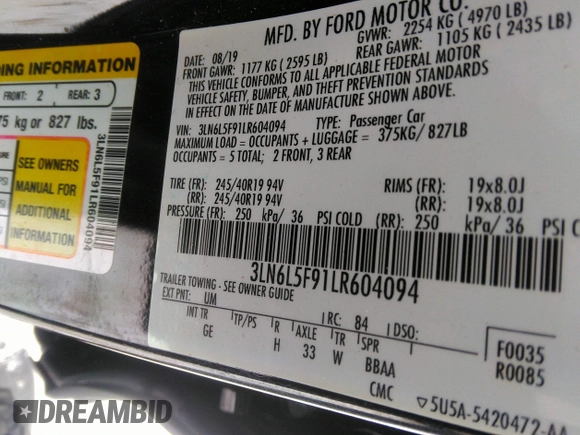 MFD. BY FORD MOTOR CO.
DATE: 08/19
GVWR: 2254 KG ( 4970 LB)
FRONT GAWR: 1177 KG ( 2595 LB)
REAR GAWR: 1105 KG ( 2435 LB)
THIS VEHICLE CONFORMS TO ALL APPLICABLE FEDERAL MOTOR
VEHICLE SAFETY, BUMPER, AND THEFT PREVENTION STANDARDS
IN EFFECT ON THE DATE OF MANUFACTURE SHOWN ABOVE.
VIN: 3LN6L5F91LR604094 TYPE: Passenger Car
MAXIMUM LOAD = OCCUPANTS + LUGGAGE = 375KG/ 827LB
OCCUPANTS = 5 TOTAL; 2 FRONT, 3 REAR
TIRE (FR): 245/40R19 94V RIMS (FR): 19x8.0J
(RR): 245/40R19 94V (RR): 19x8.0J
PRESSURE (FR): 250 kPa/ 36 PSI COLD (RR): 250 kPa/ 36 PSI
3LN6L5F91LR604094
TRAILER TOWING - SEE OWNER GUIDE
EXT PNT: UM RC: 84 DSO:
INT TR TP/PS R AXLE TR SPR
GE H 33 W BBAA
CMC
F0035
R0085
5U5A-5420472-AA
INFORMATION
FRONT: 2 REAR: 3
kg or 827 lbs.
SEE OWNERS
MANUAL FOR
ADDITIONAL
INFORMATION
3LN6L5F91LR604094
DREAMBID